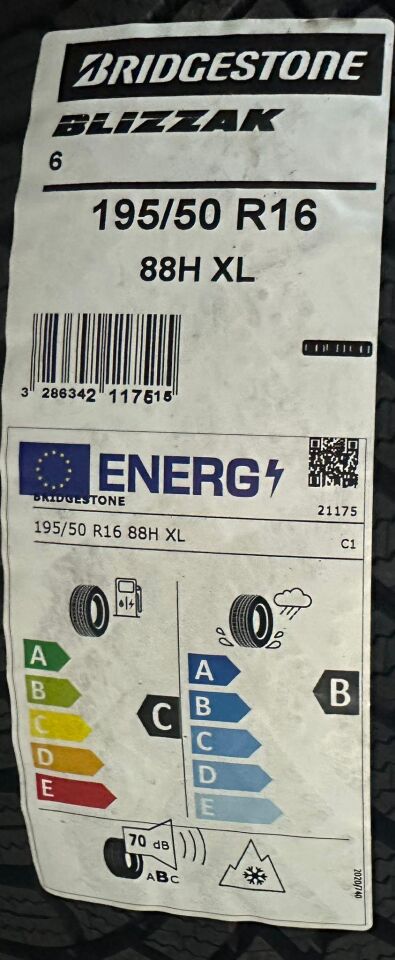 BRIDGESTONE
BLIZZAK
6
195/50 R16
88H XL
3 286342 117515
ENERG
BRIDGESTONE
21175
195/50 R16 88H XL
C1
A
B
C
D
E
C
A
B
C
D
E
B
70 dB
ABC
2020/740